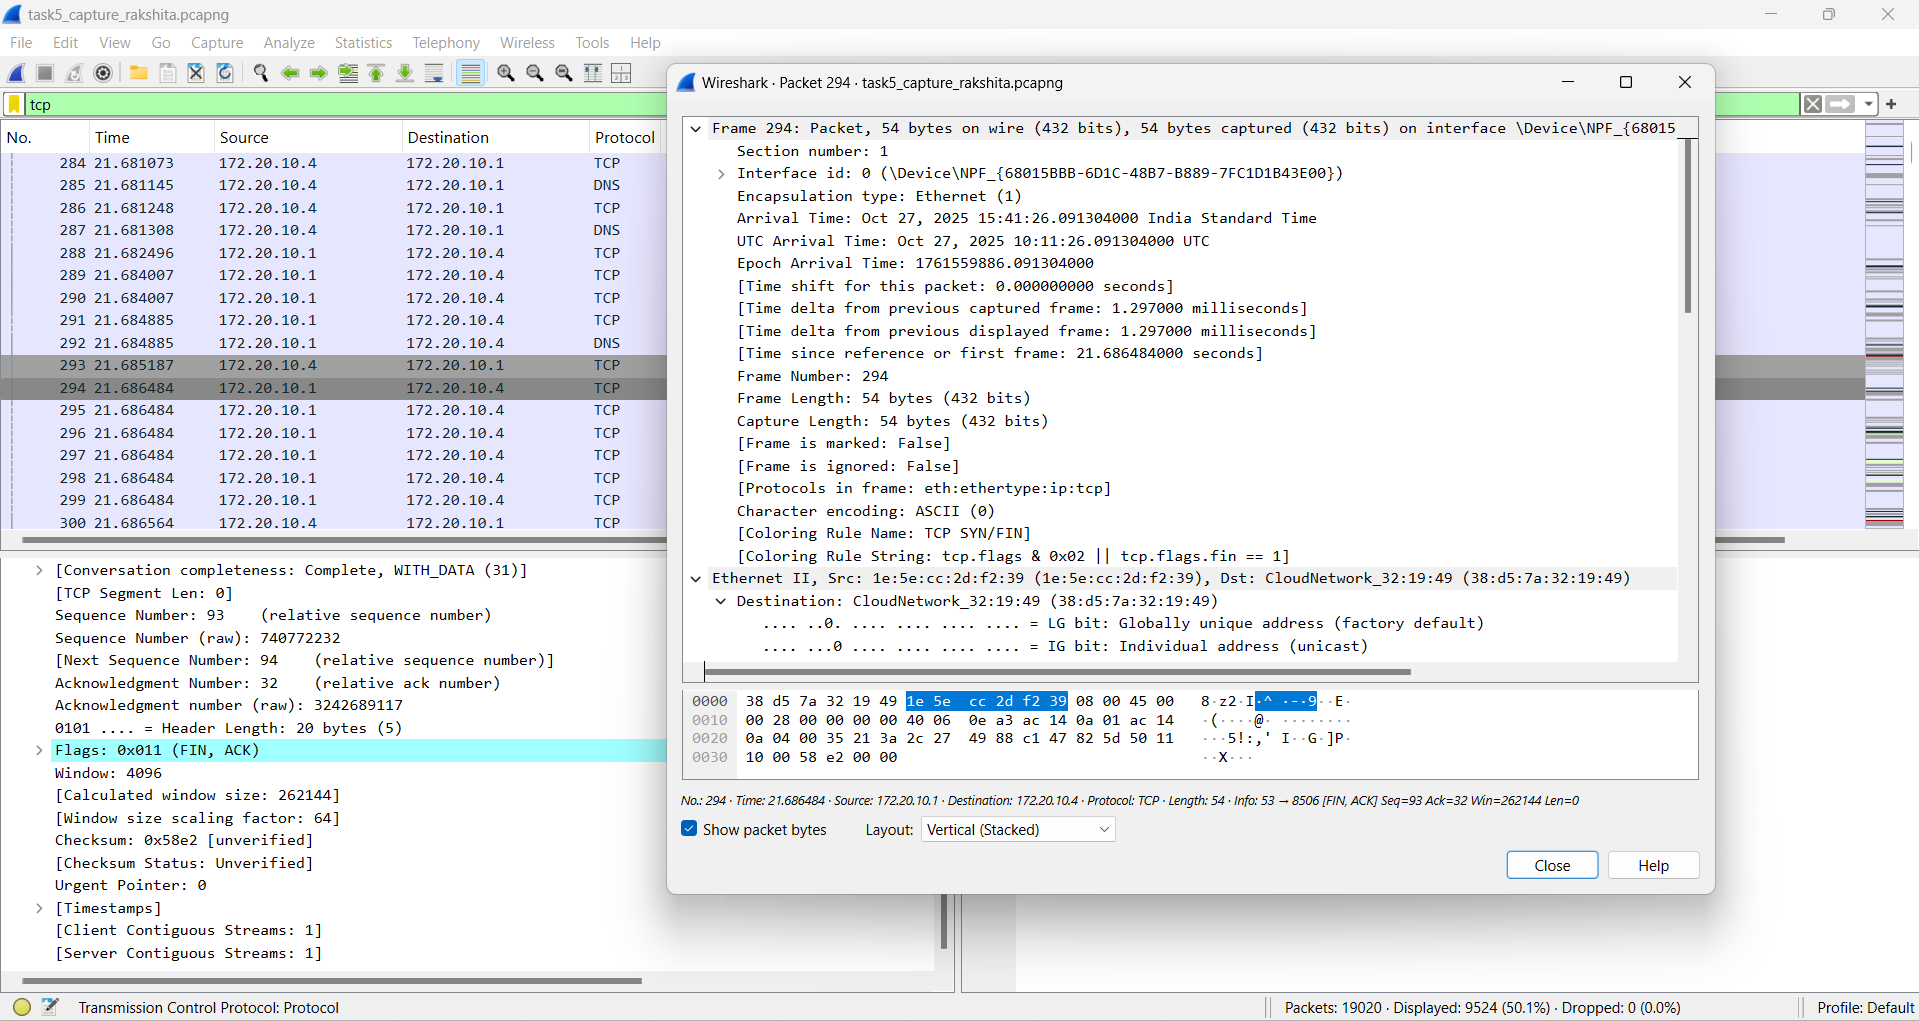 task5_capture_rakshita.pcapng
File Edit View Go Capture Analyze Statistics Telephony Wireless Tools Help
tcp
No. Time Source Destination Protocol
284 21.681073 172.20.10.4 172.20.10.1 TCP
285 21.681145 172.20.10.4 172.20.10.1 DNS
286 21.681248 172.20.10.4 172.20.10.1 TCP
287 21.681308 172.20.10.4 172.20.10.1 DNS
288 21.682496 172.20.10.1 172.20.10.4 TCP
289 21.684007 172.20.10.1 172.20.10.4 TCP
290 21.684007 172.20.10.1 172.20.10.4 TCP
291 21.684885 172.20.10.1 172.20.10.4 TCP
292 21.684885 172.20.10.1 172.20.10.4 DNS
293 21.685187 172.20.10.4 172.20.10.1 TCP
294 21.686484 172.20.10.1 172.20.10.4 TCP
295 21.686484 172.20.10.1 172.20.10.4 TCP
296 21.686484 172.20.10.1 172.20.10.4 TCP
297 21.686484 172.20.10.1 172.20.10.4 TCP
298 21.686484 172.20.10.1 172.20.10.4 TCP
299 21.686484 172.20.10.1 172.20.10.4 TCP
300 21.686564 172.20.10.4 172.20.10.1 TCP
[Conversation completeness: Complete, WITH_DATA (31)]
[TCP Segment Len: 0]
Sequence Number: 93 (relative sequence number)
Sequence Number (raw): 740772232
[Next Sequence Number: 94 (relative sequence number)]
Acknowledgment Number: 32 (relative ack number)
Acknowledgment number (raw): 3242689117
0101 .... = Header Length: 20 bytes (5)
Flags: 0x011 (FIN, ACK)
Window: 4096
[Calculated window size: 262144]
[Window size scaling factor: 64]
Checksum: 0x58e2 [unverified]
[Checksum Status: Unverified]
Urgent Pointer: 0
[Timestamps]
[Client Contiguous Streams: 1]
[Server Contiguous Streams: 1]
Wireshark · Packet 294 · task5_capture_rakshita.pcapng
Frame 294: Packet, 54 bytes on wire (432 bits), 54 bytes captured (432 bits) on interface \Device\NPF_{68015
Section number: 1
Interface id: 0 (\Device\NPF_{68015BBB-6D1C-48B7-B889-7FC1D1B43E00})
Encapsulation type: Ethernet (1)
Arrival Time: Oct 27, 2025 15:41:26.091304000 India Standard Time
UTC Arrival Time: Oct 27, 2025 10:11:26.091304000 UTC
Epoch Arrival Time: 1761559886.091304000
[Time shift for this packet: 0.000000000 seconds]
[Time delta from previous captured frame: 1.297000 milliseconds]
[Time delta from previous displayed frame: 1.297000 milliseconds]
[Time since reference or first frame: 21.686484000 seconds]
Frame Number: 294
Frame Length: 54 bytes (432 bits)
Capture Length: 54 bytes (432 bits)
[Frame is marked: False]
[Frame is ignored: False]
[Protocols in frame: eth:ethertype:ip:tcp]
Character encoding: ASCII (0)
[Coloring Rule Name: TCP SYN/FIN]
[Coloring Rule String: tcp.flags & 0x02 || tcp.flags.fin == 1]
Ethernet II, Src: 1e:5e:cc:2d:f2:39 (1e:5e:cc:2d:f2:39), Dst: CloudNetwork_32:19:49 (38:d5:7a:32:19:49)
Destination: CloudNetwork_32:19:49 (38:d5:7a:32:19:49)
.... ..0. .... .... .... .... = LG bit: Globally unique address (factory default)
.... ...0 .... .... .... .... = IG bit: Individual address (unicast)
0000 38 d5 7a 32 19 49 1e 5e cc 2d f2 39 08 00 45 00 8·z2·I·^ ·-·9··E·
0010 00 28 00 00 00 00 40 06 0e a3 ac 14 0a 01 ac 14 ·(····@· ········
0020 0a 04 00 35 21 3a 2c 27 49 88 c1 47 82 5d 50 11 ···5!:,' I··G·]P·
0030 10 00 58 e2 00 00 ··X···
No.: 294 · Time: 21.686484 · Source: 172.20.10.1 · Destination: 172.20.10.4 · Protocol: TCP · Length: 54 · Info: 53 → 8506 [FIN, ACK] Seq=93 Ack=32 Win=262144 Len=0
Show packet bytes Layout: Vertical (Stacked)
Close Help
Transmission Control Protocol: Protocol
Packets: 19020 · Displayed: 9524 (50.1%) · Dropped: 0 (0.0%)
Profile: Default